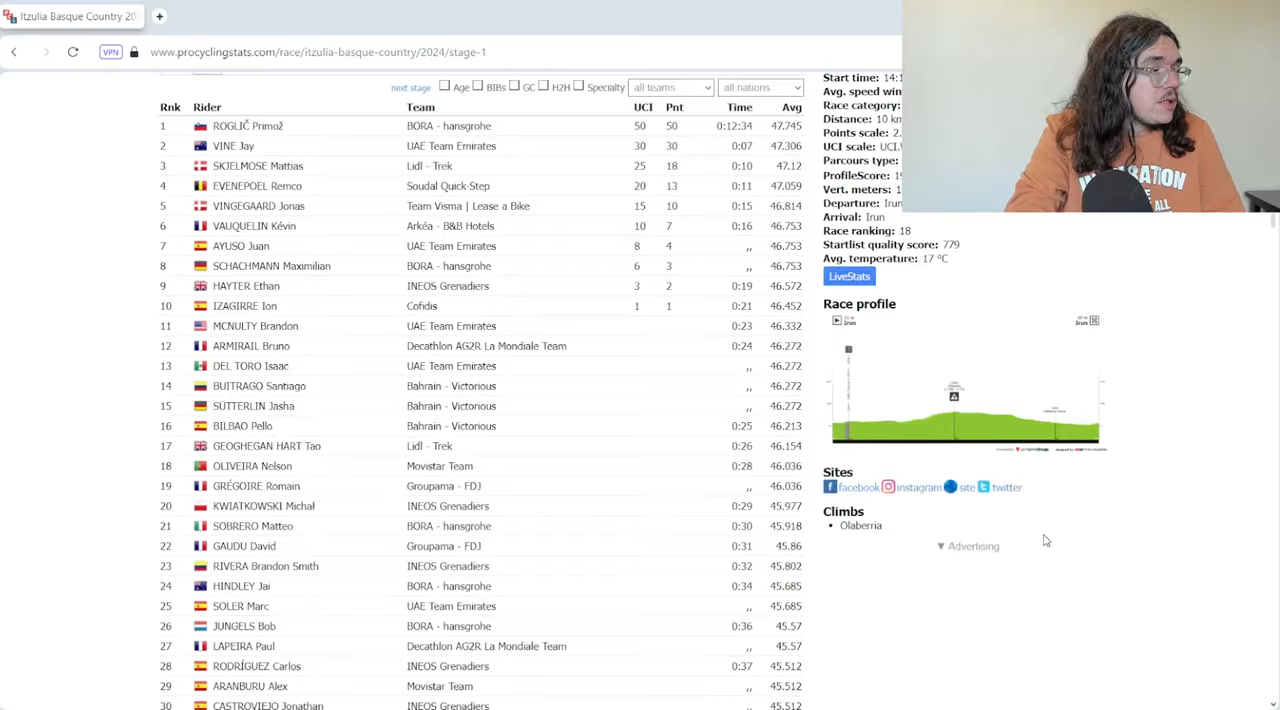 Itzulia Basque Country 20
www.procyclingstats.com/race/itzulia-basque-country/2024/stage-1
VPN
next stage Age BIBs GC H2H Specialty all teams all nations
Rnk Rider Team UCI Pnt Time Avg
1 ROGLIČ Primož BORA - hansgrohe 50 50 0:12:34 47.745
2 VINE Jay UAE Team Emirates 30 30 0:07 47.306
3 SKJELMOSE Mattias Lidl - Trek 25 18 0:10 47.12
4 EVENEPOEL Remco Soudal Quick-Step 20 13 0:11 47.059
5 VINGEGAARD Jonas Team Visma | Lease a Bike 15 10 0:15 46.814
6 VAUQUELIN Kévin Arkéa - B&B Hotels 10 7 0:16 46.753
7 AYUSO Juan UAE Team Emirates 8 4 ,, 46.753
8 SCHACHMANN Maximilian BORA - hansgrohe 6 3 ,, 46.753
9 HAYTER Ethan INEOS Grenadiers 3 2 0:19 46.572
10 IZAGIRRE Ion Cofidis 1 1 0:21 46.452
11 MCNULTY Brandon UAE Team Emirates 0:23 46.332
12 ARMIRAIL Bruno Decathlon AG2R La Mondiale Team 0:24 46.272
13 DEL TORO Isaac UAE Team Emirates ,, 46.272
14 BUITRAGO Santiago Bahrain - Victorious ,, 46.272
15 SÜTTERLIN Jasha Bahrain - Victorious ,, 46.272
16 BILBAO Pello Bahrain - Victorious 0:25 46.213
17 GEOGHEGAN HART Tao Lidl - Trek 0:26 46.154
18 OLIVEIRA Nelson Movistar Team 0:28 46.036
19 GRÉGOIRE Romain Groupama - FDJ ,, 46.036
20 KWIATKOWSKI Michał INEOS Grenadiers 0:29 45.977
21 SOBRERO Matteo BORA - hansgrohe 0:30 45.918
22 GAUDU David Groupama - FDJ 0:31 45.86
23 RIVERA Brandon Smith INEOS Grenadiers 0:32 45.802
24 HINDLEY Jai BORA - hansgrohe 0:34 45.685
25 SOLER Marc UAE Team Emirates ,, 45.685
26 JUNGELS Bob BORA - hansgrohe 0:36 45.57
27 LAPEIRA Paul Decathlon AG2R La Mondiale Team ,, 45.57
28 RODRÍGUEZ Carlos INEOS Grenadiers 0:37 45.512
29 ARANBURU Alex Movistar Team ,, 45.512
30 CASTROVIEJO Jonathan INEOS Grenadiers ,, 45.512
Start time: 14:1
Avg. speed win
Race category:
Distance: 10 km
Points scale: 2.
UCI scale: UCI.
Parcours type:
ProfileScore: 1
Vert. meters: 1
Departure: Irun
Arrival: Irun
Race ranking: 18
Startlist quality score: 779
Avg. temperature: 17 °C
LiveStats
Race profile
Irun
Irun
Sites
facebook instagram site twitter
Climbs
Olaberria
▼ Advertising
ALL